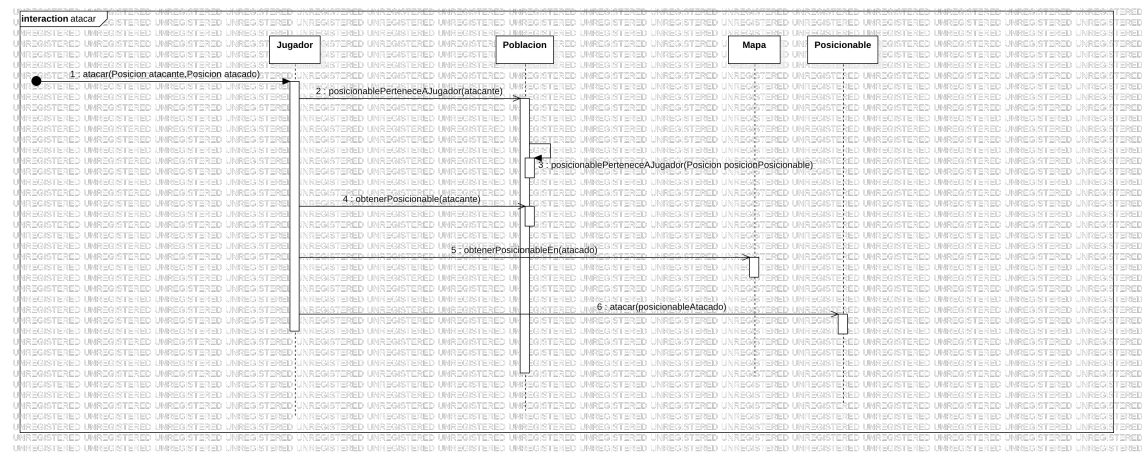 interaction atacar
Jugador
Poblacion
Mapa
Posicionable
1 : atacar(Posicion atacante,Posicion atacado)
2 : posicionablePerteneceAJugador(atacante)
3 : posicionablePerteneceAJugador(Posicion posicionPosicionable)
4 : obtenerPosicionable(atacante)
5 : obtenerPosicionableEn(atacado)
6 : atacar(posicionableAtacado)
UNREGISTERED